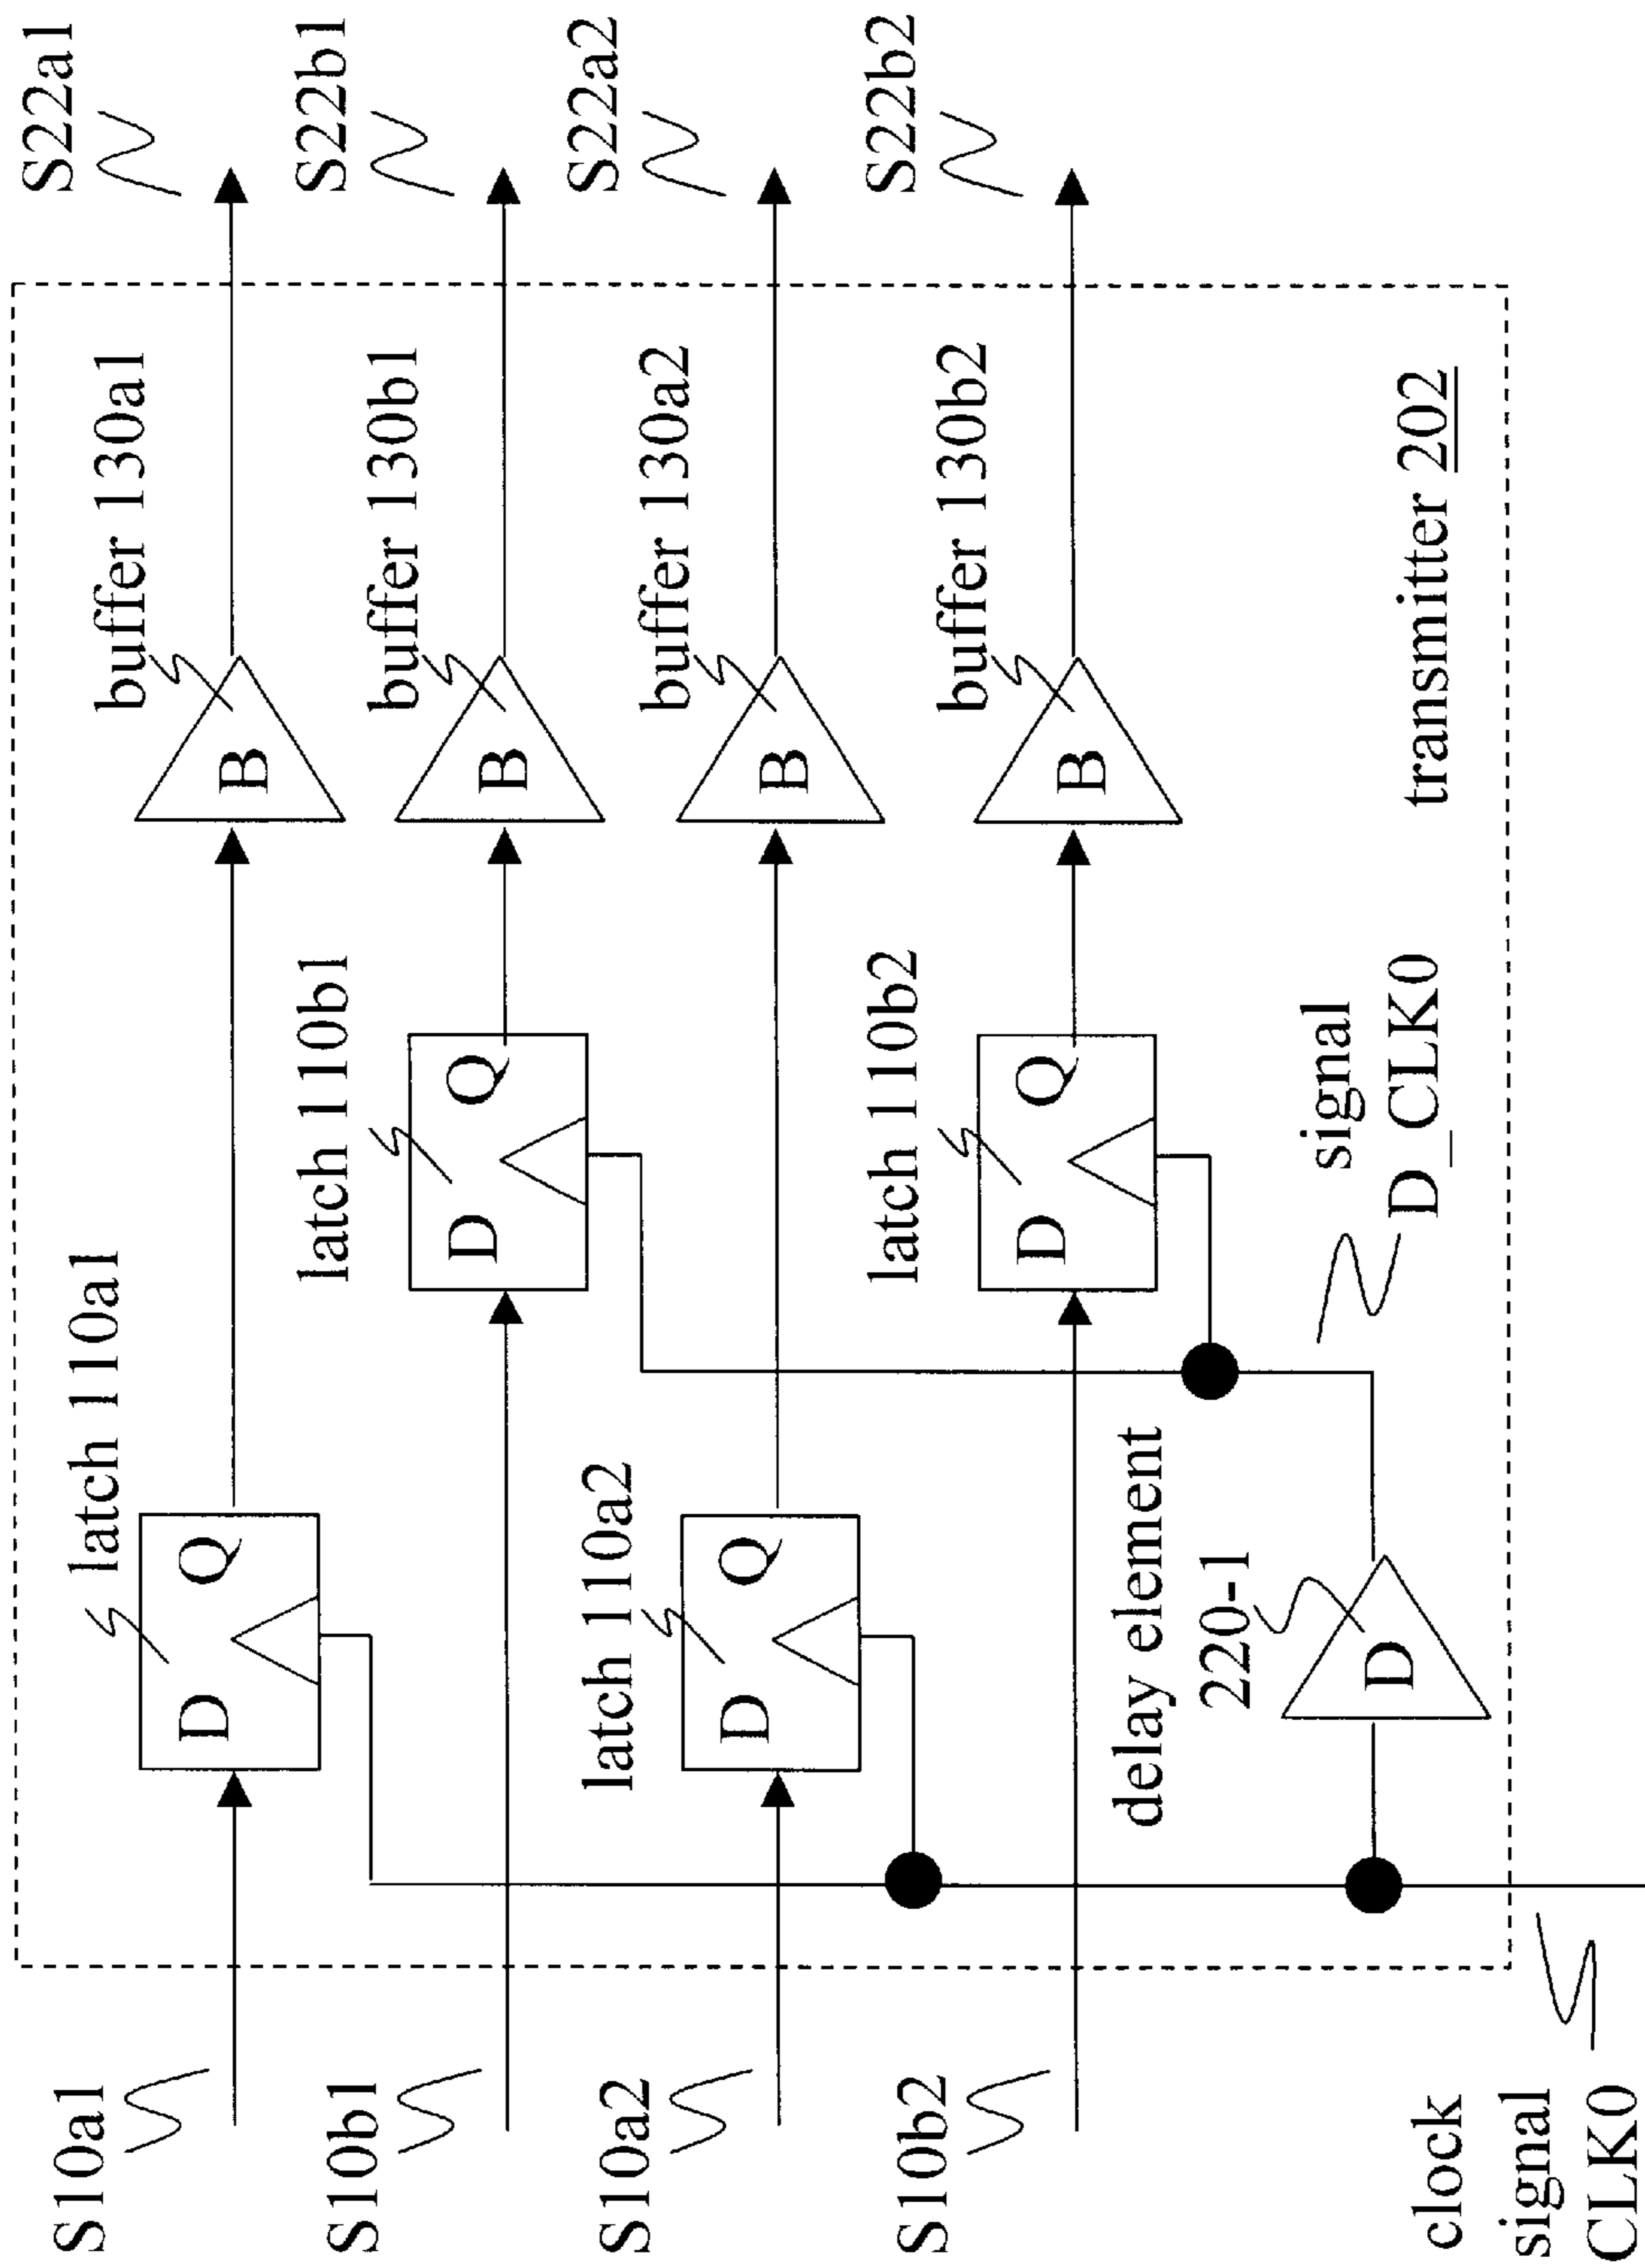 S10a1
latch 110a1
D Q
buffer 130a1
B
S22a1
S10b1
latch 110b1
D Q
buffer 130b1
B
S22b1
S10a2
latch 110a2
D Q
buffer 130a2
B
S22a2
S10b2
latch 110b2
D Q
buffer 130b2
B
S22b2
delay element
220-1
D
signal
D_CLK0
transmitter 202
clock
signal
CLK0